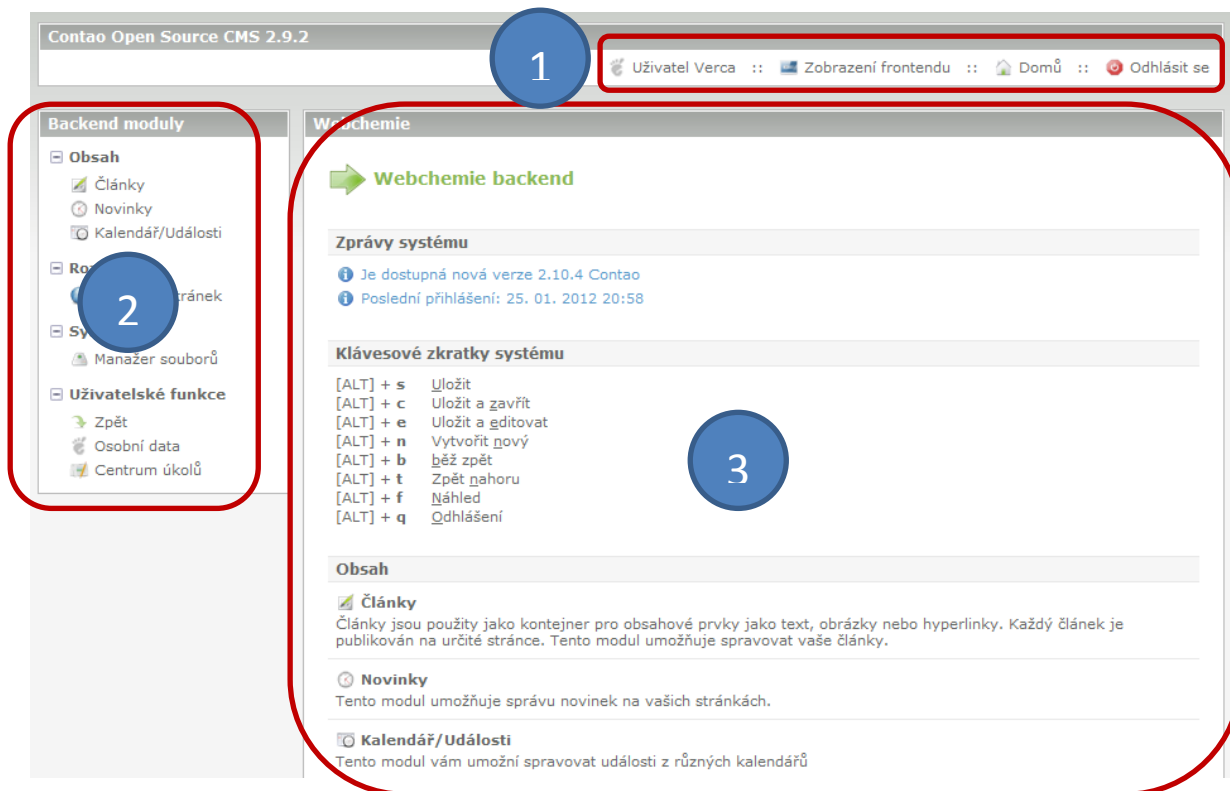 Contao Open Source CMS 2.9.2
1
Uživatel Verca :: Zobrazení frontendu :: Domů :: Odhlásit se
Backend moduly
Obsah
Články
Novinky
Kalendář/Události
2
Manažer souborů
Uživatelské funkce
Zpět
Osobní data
Centrum úkolů
Webchemie
Webchemie backend
Zprávy systému
Je dostupná nová verze 2.10.4 Contao
Poslední přihlášení: 25. 01. 2012 20:58
Klávesové zkratky systému
[ALT] + s Uložit
[ALT] + c Uložit a zavřít
[ALT] + e Uložit a editovat
[ALT] + n Vytvořit nový
[ALT] + b běž zpět
[ALT] + t Zpět nahoru
[ALT] + f Náhled
[ALT] + q Odhlášení
3
Obsah
Články
Články jsou použity jako kontejner pro obsahové prvky jako text, obrázky nebo hyperlinky. Každý článek je
publikován na určité stránce. Tento modul umožňuje spravovat vaše články.
Novinky
Tento modul umožňuje správu novinek na vašich stránkách.
Kalendář/Události
Tento modul vám umožní spravovat události z různých kalendářů